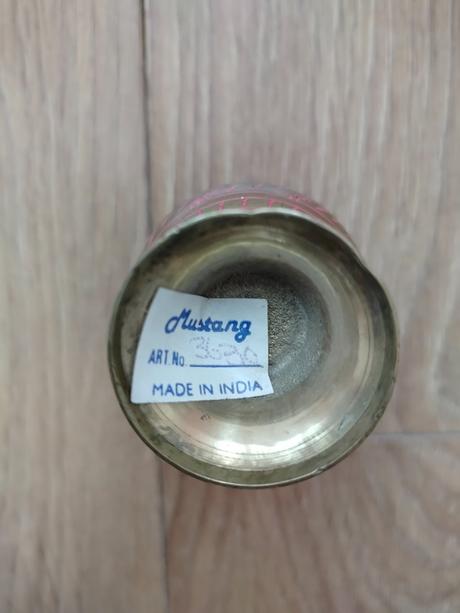 Mustang
ART. No.
MADE IN INDIA